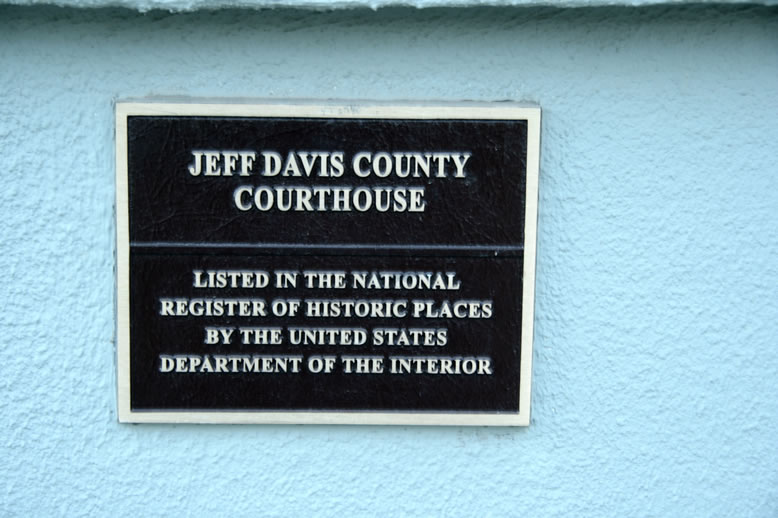 JEFF DAVIS COUNTY
COURTHOUSE
LISTED IN THE NATIONAL
REGISTER OF HISTORIC PLACES
BY THE UNITED STATES
DEPARTMENT OF THE INTERIOR